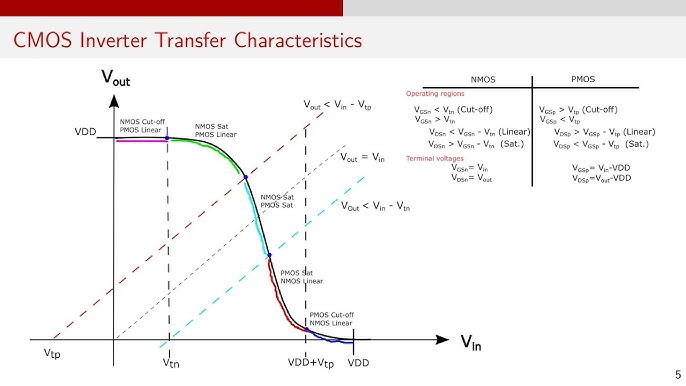 CMOS Inverter Transfer Characteristics
Vout
VDD
NMOS Cut-off
PMOS Linear
NMOS Sat
PMOS Linear
Vout < Vin - Vtp
Vout = Vin
NMOS Sat
PMOS Sat
VOut < Vin - Vtn
PMOS Sat
NMOS Linear
PMOS Cut-off
NMOS Linear
Vin
Vtp
Vtn
VDD+Vtp
VDD
NMOS PMOS
Operating regions
VGSn < Vtn (Cut-off) VGSp > Vtp (Cut-off)
VGSn > Vtn VGSp < Vtp
VDSn < VGSn - Vtn (Linear) VDSp > VGSp - Vtp (Linear)
VDSn > VGSn - Vtn (Sat.) VDSp < VGSp - Vtp (Sat.)
Terminal voltages
VGSn= Vin VGSp= Vin-VDD
VDSn= Vout VDSp=Vout-VDD
5